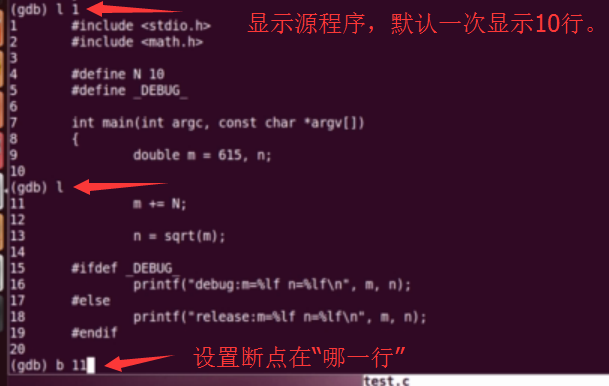 (gdb) l 1
显示源程序，默认一次显示10行。
1 #include <stdio.h>
2 #include <math.h>
3
4 #define N 10
5 #define _DEBUG_
6
7 int main(int argc, const char *argv[])
8 {
9 double m = 615, n;
10
(gdb) l
11 m += N;
12
13 n = sqrt(m);
14
15 #ifdef _DEBUG_
16 printf("debug:m=%lf n=%lf\n", m, n);
17 #else
18 printf("release:m=%lf n=%lf\n", m, n);
19 #endif
20
(gdb) b 11
设置断点在“哪一行”
test.c